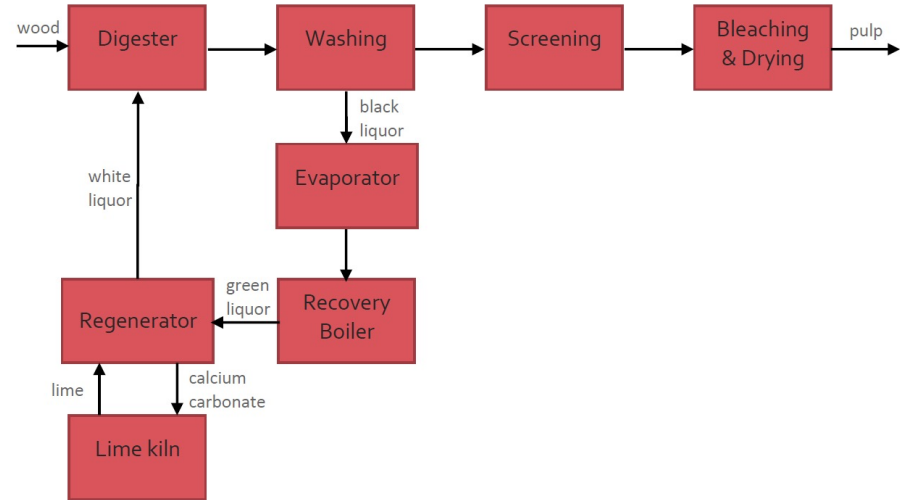 wood
Digester
Washing
Screening
Bleaching
& Drying
pulp
black
liquor
Evaporator
white
liquor
green
liquor
Recovery
Boiler
Regenerator
lime
calcium
carbonate
Lime kiln